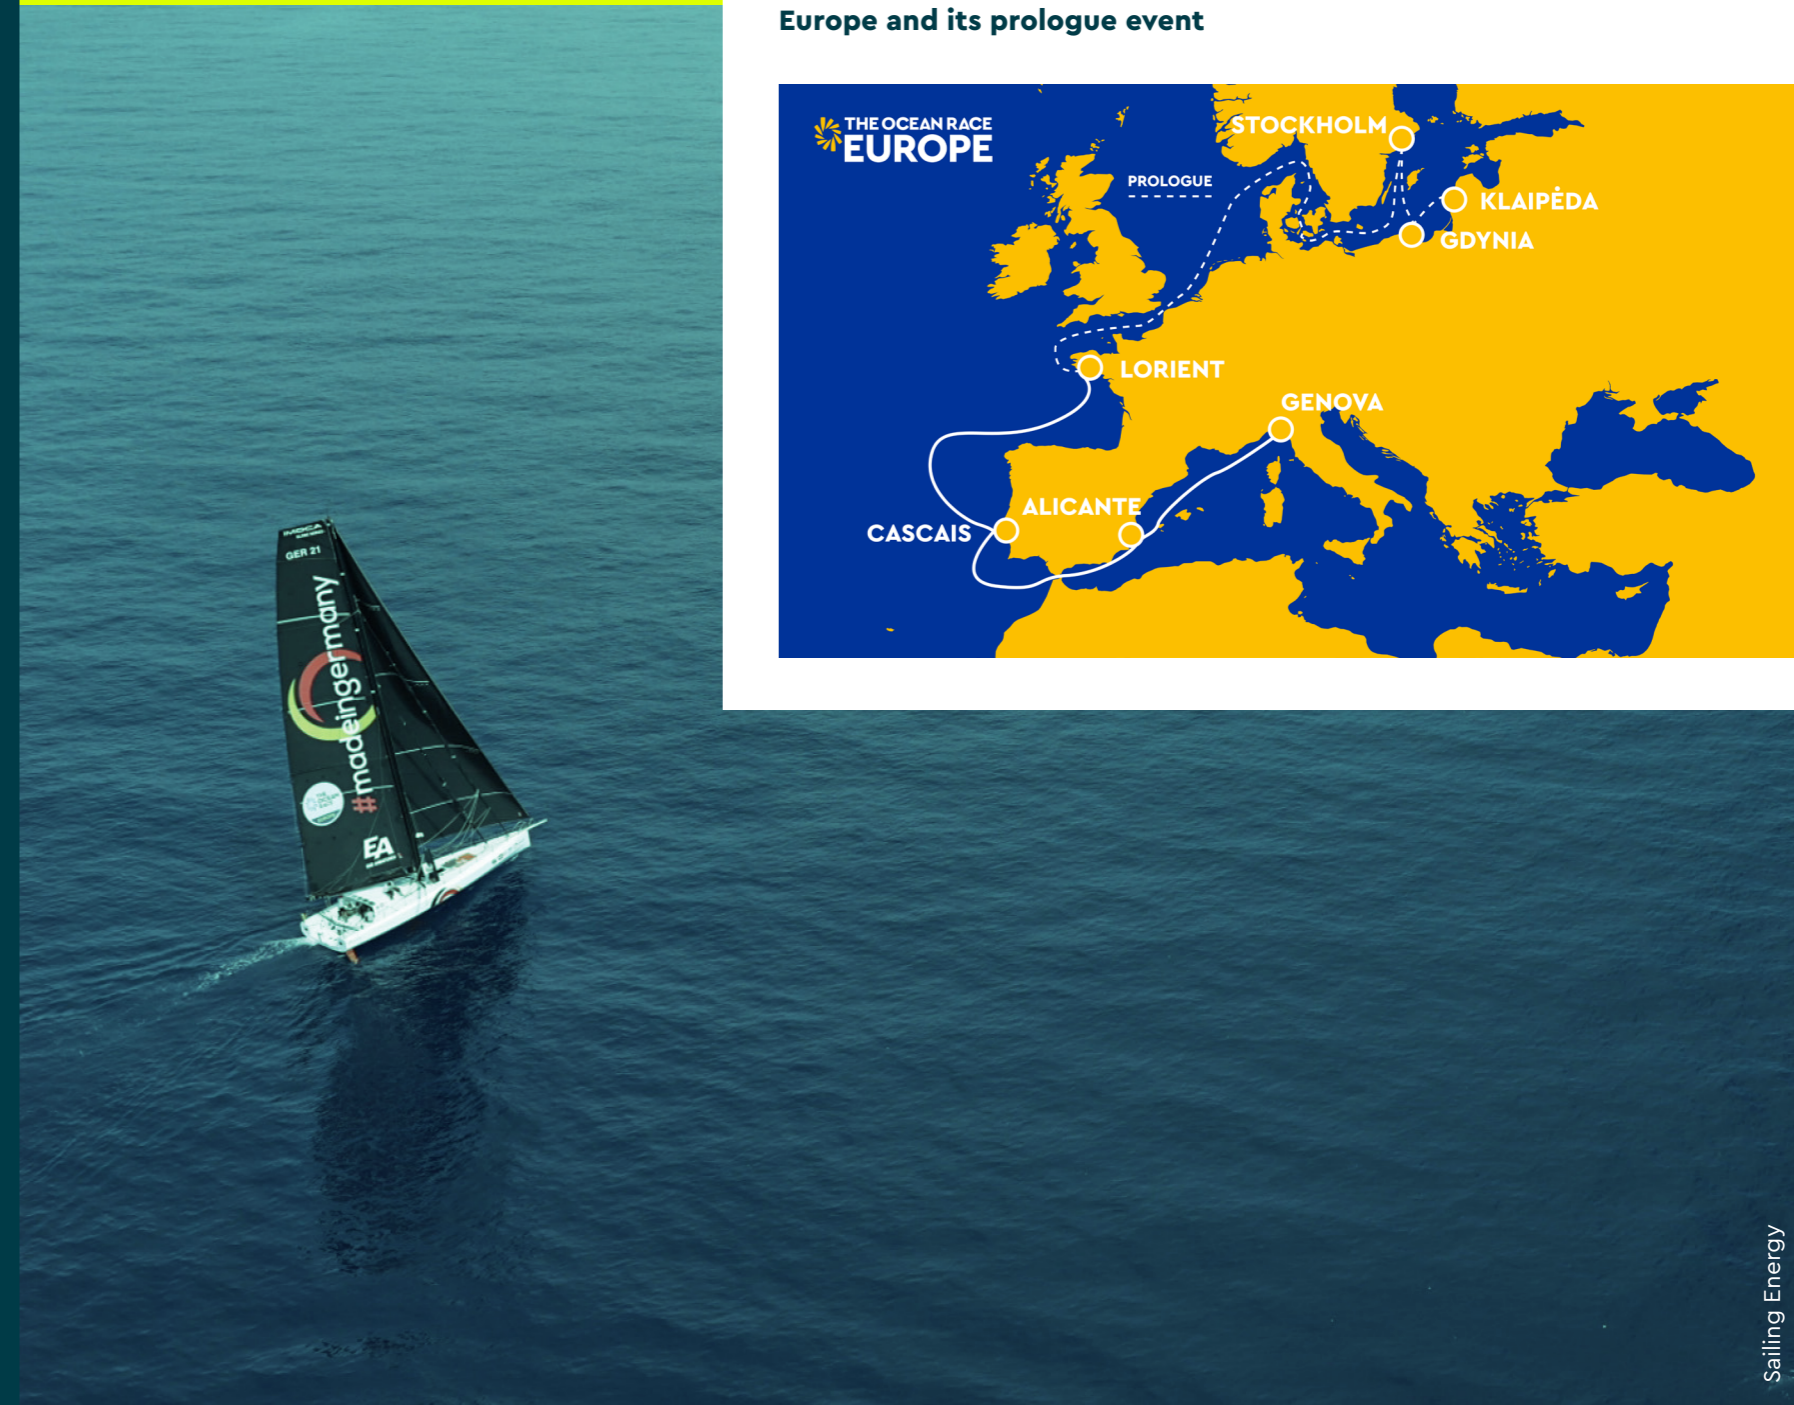 Europe and its prologue event
THE OCEAN RACE
EUROPE
PROLOGUE
STOCKHOLM
KLAIPĖDA
GDYNIA
LORIENT
GENOVA
ALICANTE
CASCAIS
GER 21
#madeingermany
EA
Sailing Energy